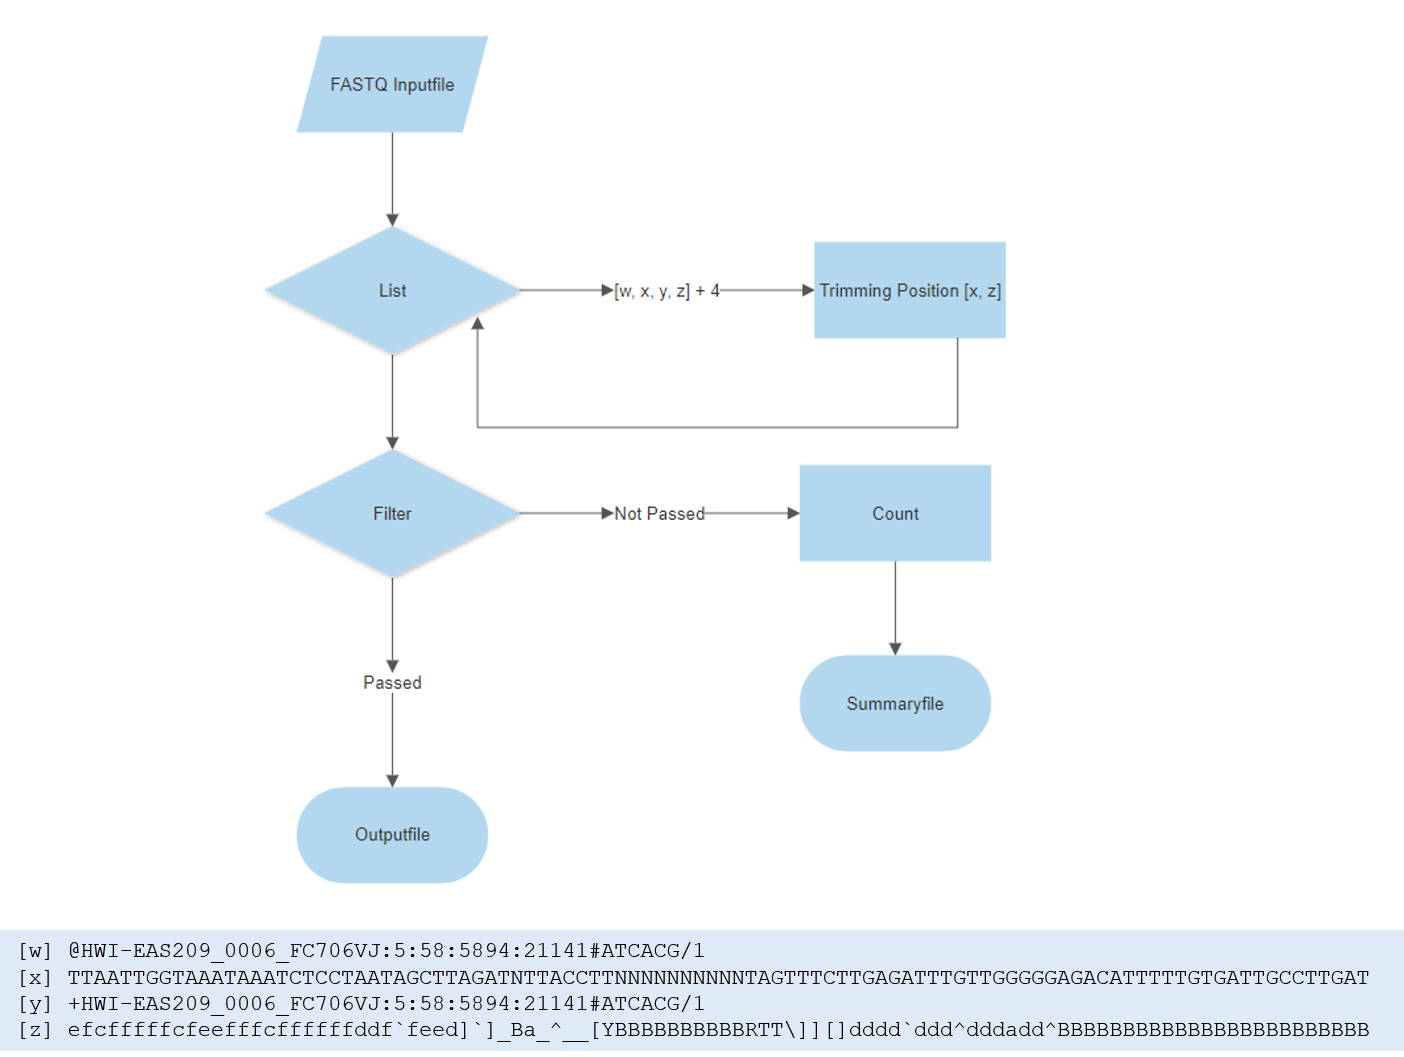 FASTQ Inputfile
List
[w, x, y, z] + 4
Trimming Position [x, z]
Filter
Not Passed
Count
Passed
Summaryfile
Outputfile
[w] @HWI-EAS209_0006_FC706VJ:5:58:5894:21141#ATCACG/1
[x] TTAATTGGTAAATAAATCTCCTAATAGCTTAGATNTTACCTTNNNNNNNNNNTAGTTTCTTGAGATTTGTTGGGGGAGACATTTTTGTGATTGCCTTGAT
[y] +HWI-EAS209_0006_FC706VJ:5:58:5894:21141#ATCACG/1
[z] efcfffffcfeefffcffffffddf`feed]`]_Ba_^__[YBBBBBBBBBBRTT\]][]dddd`ddd^dddadd^BBBBBBBBBBBBBBBBBBBBBBBB